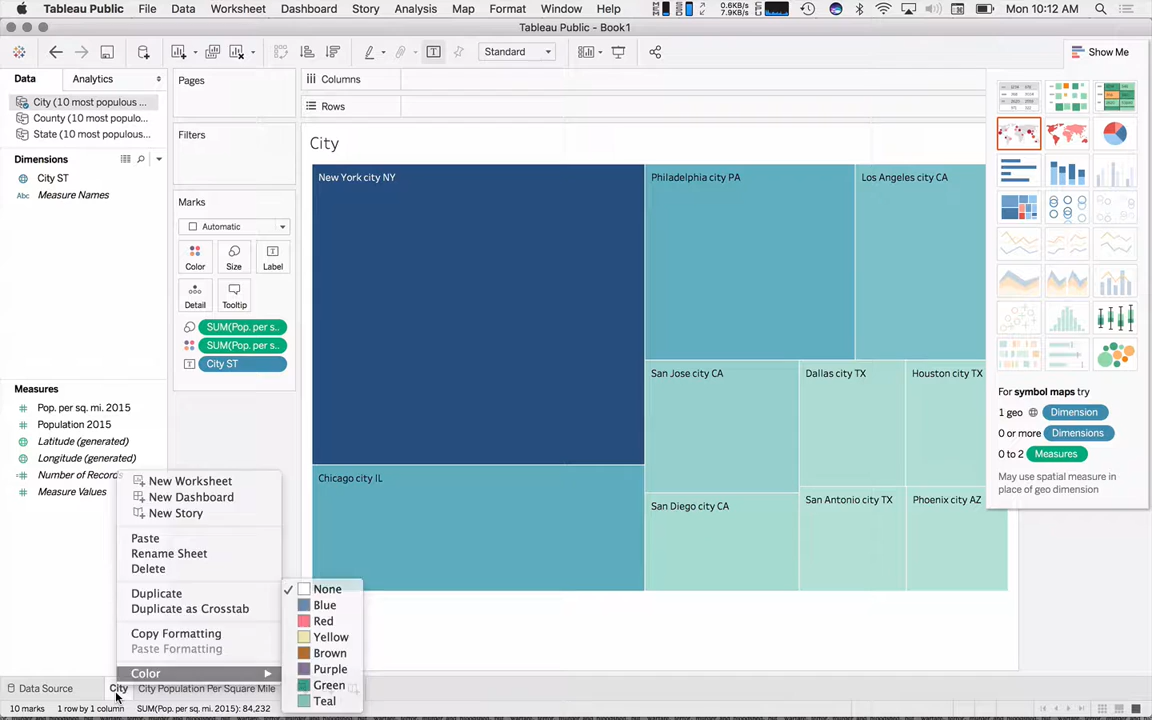 Tableau Public File Data Worksheet Dashboard Story Analysis Map Format Window Help 0.6KB/s 7.9KB/s Mon 10:12 AM
Tableau Public - Book1
Standard
Show Me
Data Analytics
Pages
Columns
City (10 most populous ...
County (10 most populo...
State (10 most populous...
Rows
Filters
Dimensions
City ST
Abc Measure Names
Marks
Automatic
Color Size Label
Detail Tooltip
SUM(Pop. per s..
SUM(Pop. per s..
City ST
Measures
Pop. per sq. mi. 2015
Population 2015
Latitude (generated)
Longitude (generated)
Number of Records
Measure Values
City
New York city NY
Philadelphia city PA
Los Angeles city CA
San Jose city CA
Dallas city TX
Houston city TX
Chicago city IL
San Diego city CA
San Antonio city TX
Phoenix city AZ
For symbol maps try
1 geo Dimension
0 or more Dimensions
0 to 2 Measures
May use spatial measure in
place of geo dimension
New Worksheet
New Dashboard
New Story
Paste
Rename Sheet
Delete
Duplicate
Duplicate as Crosstab
Copy Formatting
Paste Formatting
Color
None
Blue
Red
Yellow
Brown
Purple
Green
Teal
Data Source City City Population Per Square Mile
10 marks 1 row by 1 column SUM(Pop. per sq. mi. 2015): 84,232